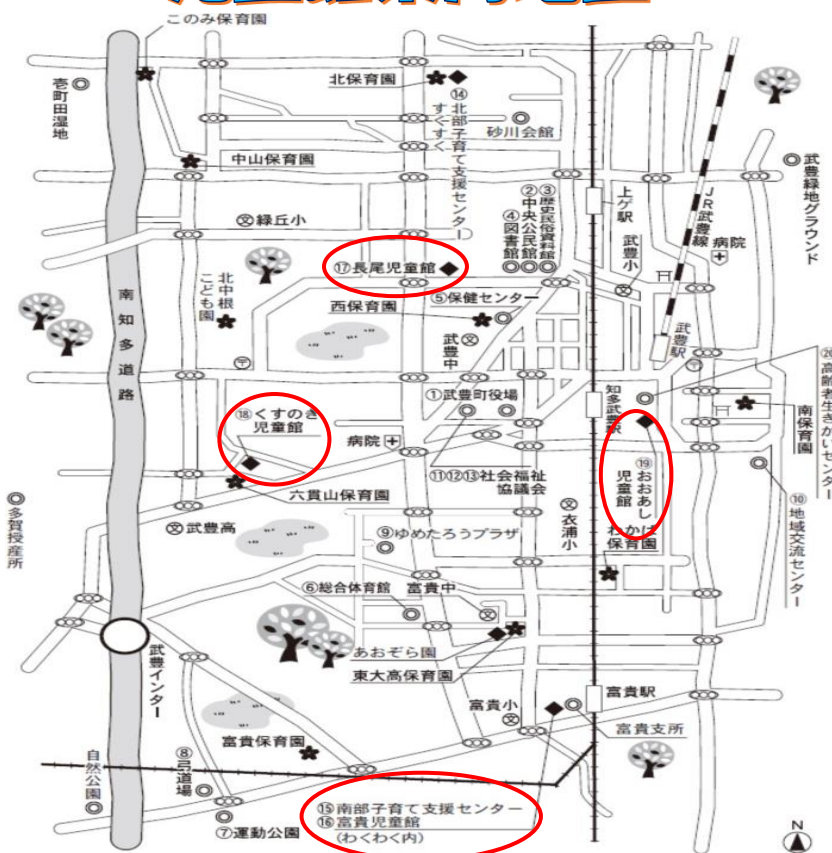 このみ保育園
壱町田湿地
北保育園
⑭北部子育て支援センター
すくすく
砂川会館
中山保育園
③歴史民俗資料館
②中央公民館
④図書館
上ゲ駅
JR武豊線
武豊緑地グラウンド
緑丘小
武豊小
病院
⑰長尾児童館
北中根
こども園
南知多道路
西保育園
⑤保健センター
武豊中
武豊駅
①武豊町役場
知多武豊駅
⑳高齢者生きがいセンター
南保育園
⑱くすのき
児童館
病院
⑪⑫⑬社会福祉
協議会
⑲おおあし
児童館
六貫山保育園
多賀授産所
武豊高
⑨ゆめたろうプラザ
衣浦小
わかば
保育園
⑩地域交流センター
⑥総合体育館
富貴中
あおぞら園
東大高保育園
武豊インター
富貴小
富貴駅
富貴支所
富貴保育園
自然公園
⑧弓道場
⑦運動公園
⑮南部子育て支援センター
⑯富貴児童館
(わくわく内)
N